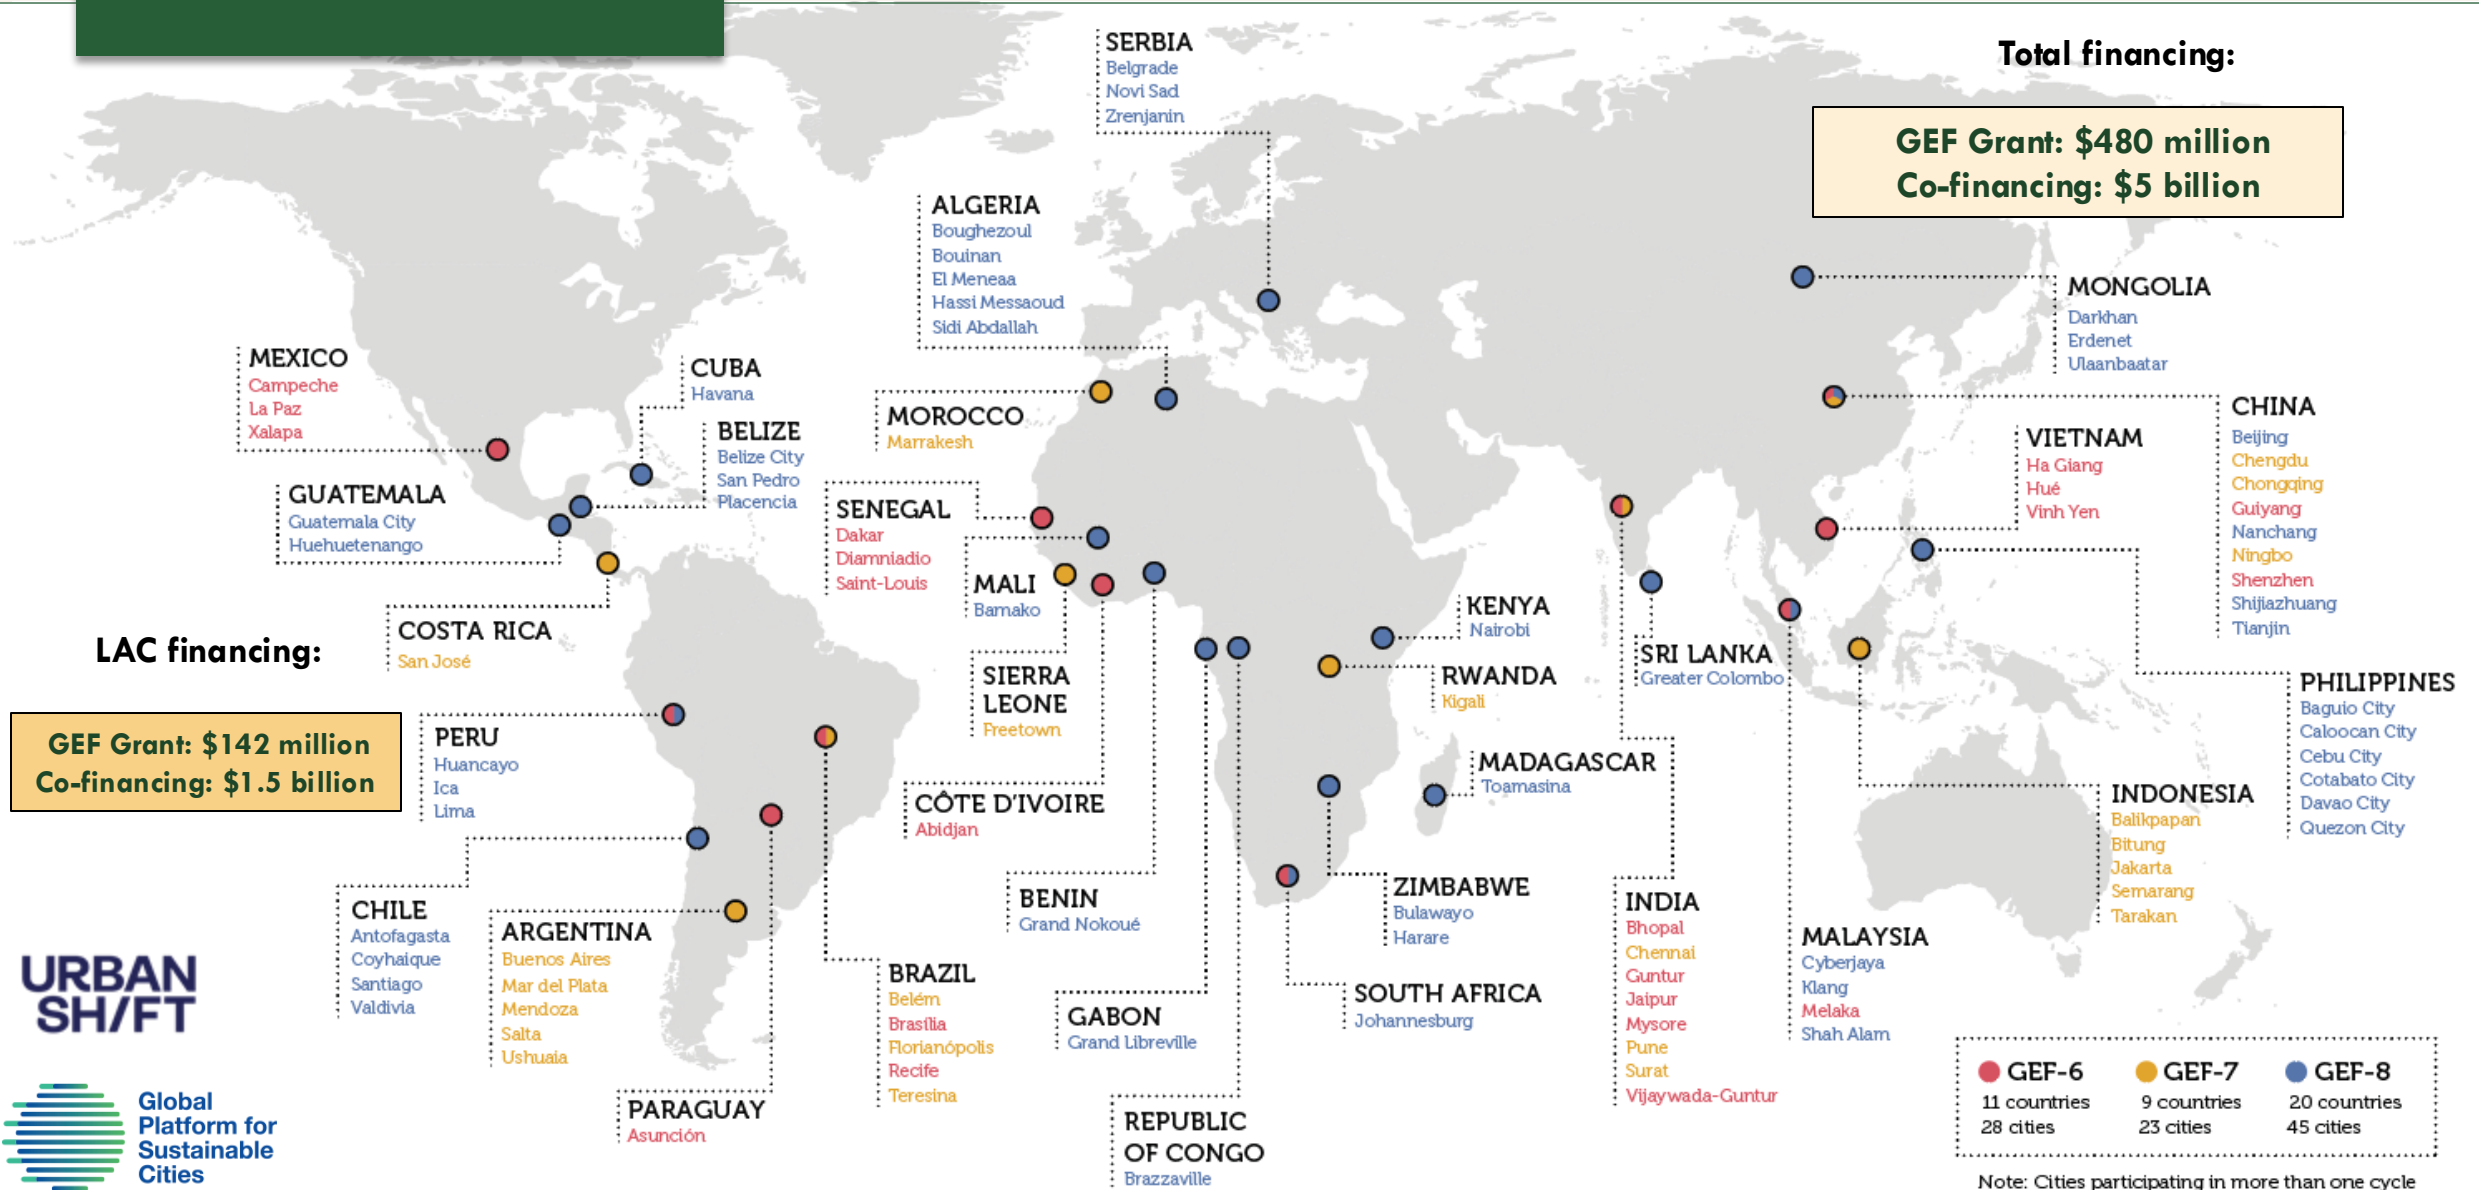 SERBIA
Belgrade
Novi Sad
Zrenjanin
Total financing:
GEF Grant: $480 million
Co-financing: $5 billion
ALGERIA
Boughezoul
Bouinan
El Meneaa
Hassi Messaoud
Sidi Abdallah
MONGOLIA
Darkhan
Erdenet
Ulaanbaatar
MEXICO
Campeche
La Paz
Xalapa
CUBA
Havana
BELIZE
Belize City
San Pedro
Placencia
MOROCCO
Marrakesh
CHINA
Beijing
Chengdu
Chongqing
Guiyang
Nanchang
Ningbo
Shenzhen
Shijiazhuang
Tianjin
VIETNAM
Ha Giang
Hué
Vinh Yen
GUATEMALA
Guatemala City
Huehuetenango
SENEGAL
Dakar
Diamniadio
Saint-Louis
MALI
Bamako
COSTA RICA
San José
KENYA
Nairobi
SRI LANKA
Greater Colombo
LAC financing:
GEF Grant: $142 million
Co-financing: $1.5 billion
SIERRA
LEONE
Freetown
RWANDA
Kigali
PHILIPPINES
Baguio City
Caloocan City
Cebu City
Cotabato City
Davao City
Quezon City
PERU
Huancayo
Ica
Lima
MADAGASCAR
Toamasina
CÔTE D'IVOIRE
Abidjan
INDONESIA
Balikpapan
Bitung
Jakarta
Semarang
Tarakan
BENIN
Grand Nokoué
ZIMBABWE
Bulawayo
Harare
INDIA
Bhopal
Chennai
Guntur
Jaipur
Mysore
Pune
Surat
Vijaywada-Guntur
CHILE
Antofagasta
Coyhaique
Santiago
Valdivia
ARGENTINA
Buenos Aires
Mar del Plata
Mendoza
Salta
Ushuaia
MALAYSIA
Cyberjaya
Klang
Melaka
Shah Alam
BRAZIL
Belém
Brasília
Florianópolis
Recife
Teresina
SOUTH AFRICA
Johannesburg
GABON
Grand Libreville
URBAN
SH/FT
PARAGUAY
Asunción
REPUBLIC
OF CONGO
Brazzaville
Global
Platform for
Sustainable
Cities
GEF-6
11 countries
28 cities
GEF-7
9 countries
23 cities
GEF-8
20 countries
45 cities
Note: Cities participating in more than one cycle